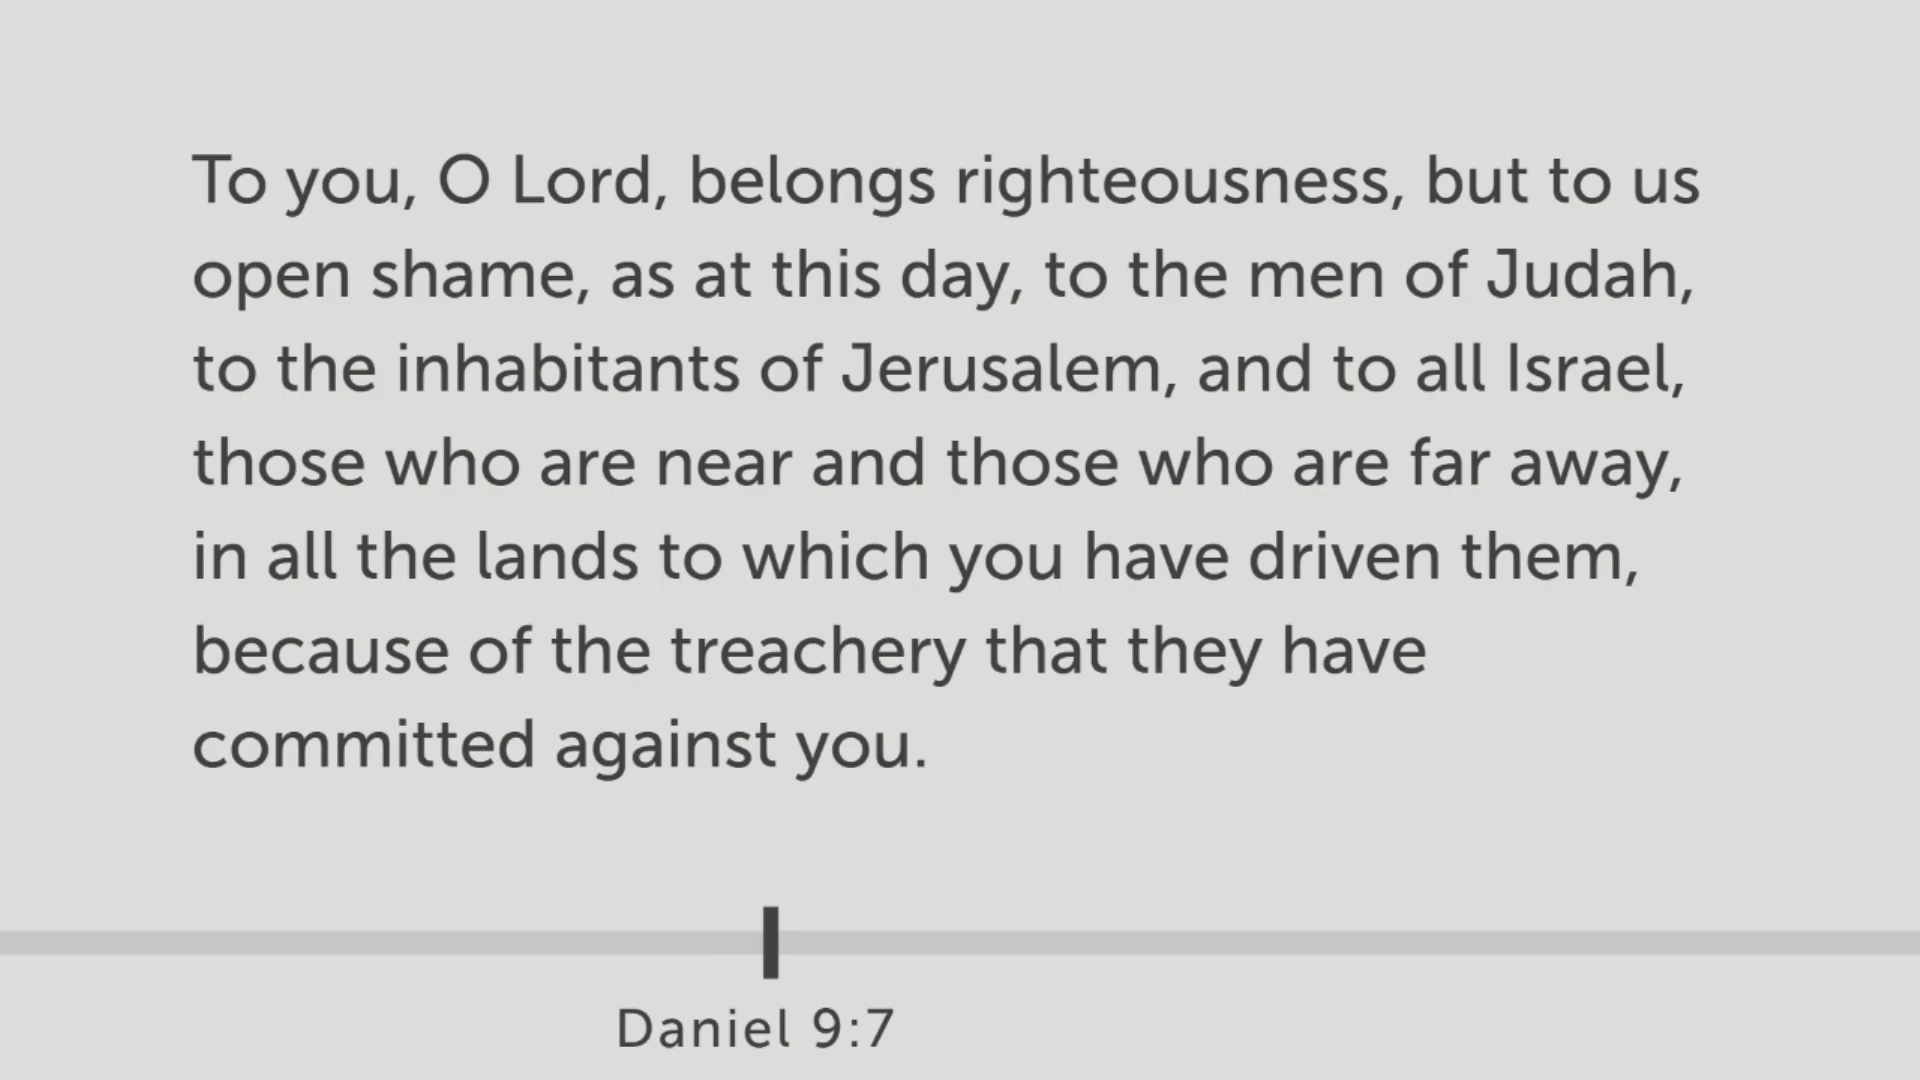 To you, O Lord, belongs righteousness, but to us
open shame, as at this day, to the men of Judah,
to the inhabitants of Jerusalem, and to all Israel,
those who are near and those who are far away,
in all the lands to which you have driven them,
because of the treachery that they have
committed against you.
Daniel 9:7